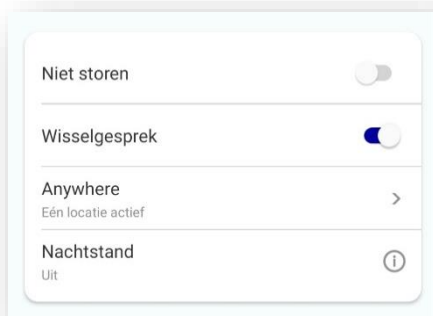 Niet storen
Wisselgesprek
Anywhere
Eén locatie actief
Nachtstand
Uit